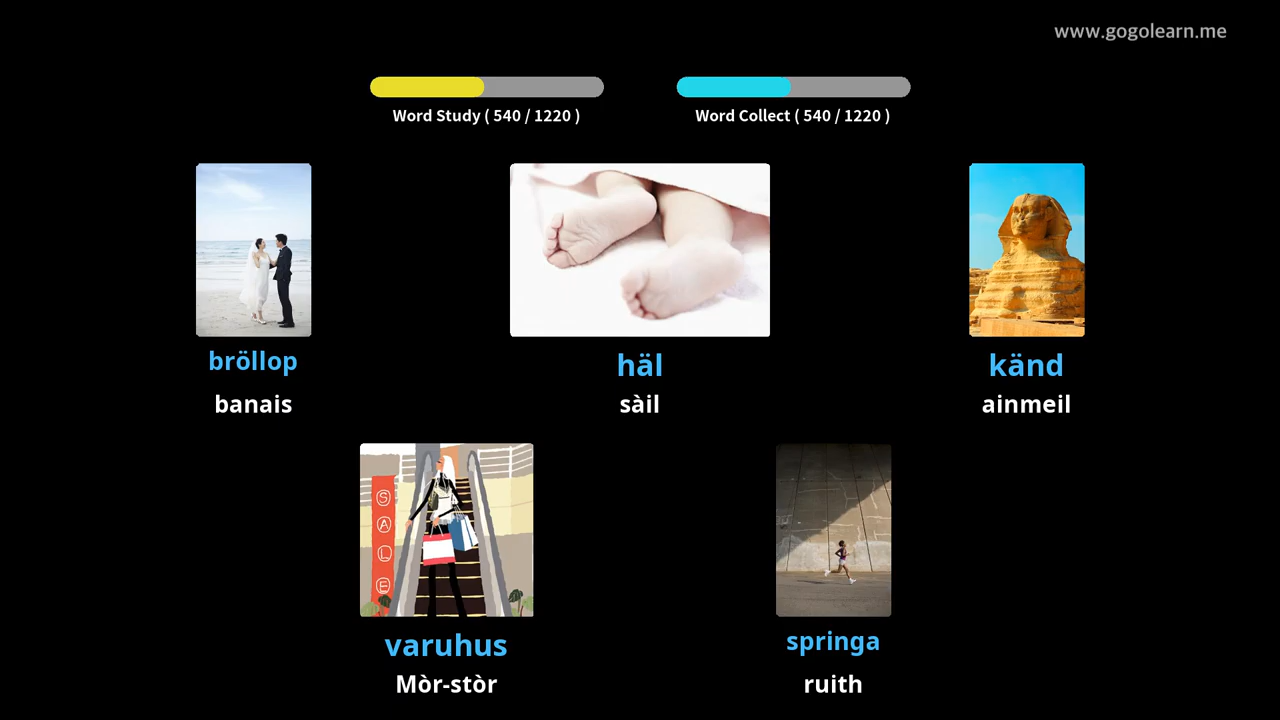 www.gogolearn.me
Word Study ( 540 / 1220 )
Word Collect ( 540 / 1220 )
bröllop
banais
häl
sàil
känd
ainmeil
SALE
varuhus
Mòr-stòr
springa
ruith